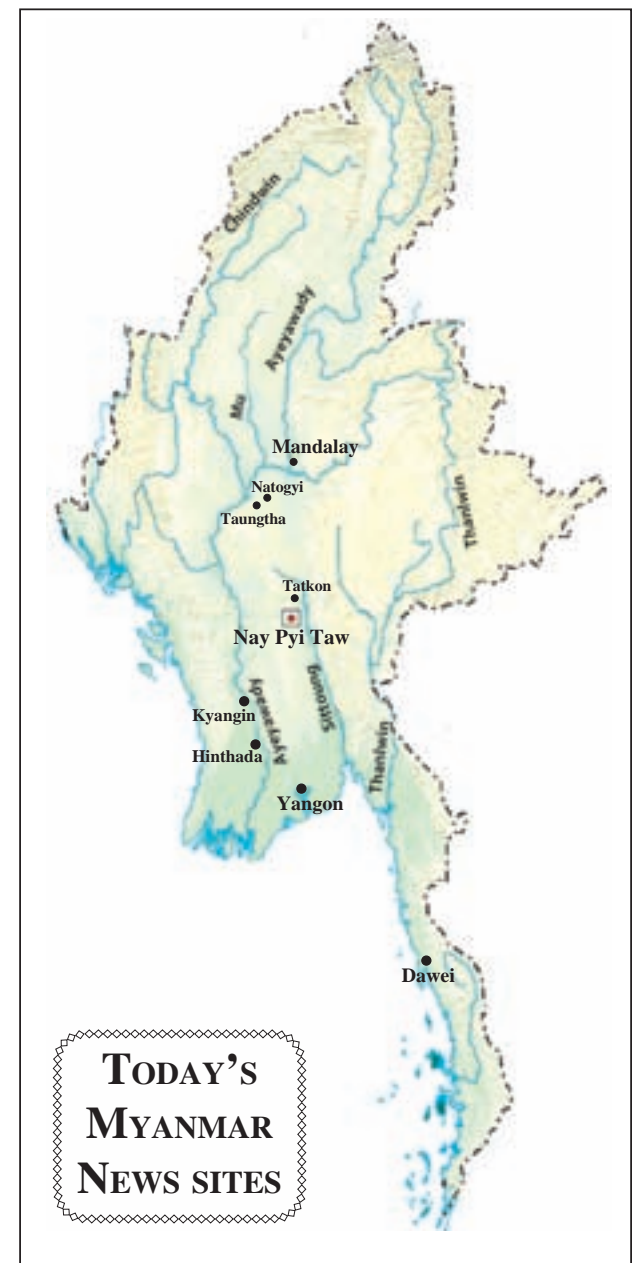 Chindwin
Ayeyawady
Mu
Mandalay
Natogyi
Taungtha
Thanlwin
Tatkon
Nay Pyi Taw
Sittoung
Ayeyawady
Kyangin
Hinthada
Thanlwin
Yangon
Dawei
TODAY'S
MYANMAR
NEWS SITES